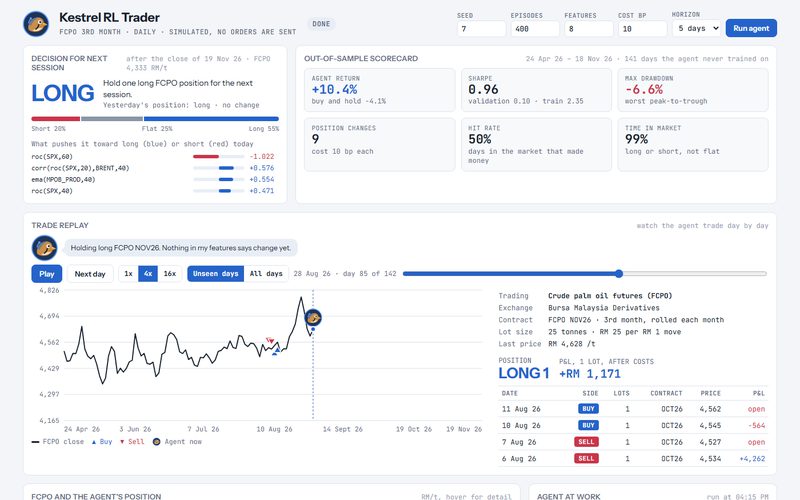 Kestrel RL Trader
FCPO 3RD MONTH · DAILY · SIMULATED, NO ORDERS ARE SENT
DONE
SEED
7
EPISODES
400
FEATURES
8
COST BP
10
HORIZON
5 days
Run agent
DECISION FOR NEXT SESSION
after the close of 19 Nov 26 · FCPO 4,333 RM/t
LONG
Hold one long FCPO position for the next session.
Yesterday's position: long · no change
Short 20%
Flat 25%
Long 55%
What pushes it toward long (blue) or short (red) today
roc(SPX,60) -1.022
corr(roc(SPX,20),BRENT,40) +0.576
ema(MPOB_PROD,40) +0.554
roc(SPX,40) +0.471
OUT-OF-SAMPLE SCORECARD
24 Apr 26 – 18 Nov 26 · 141 days the agent never trained on
AGENT RETURN
+10.4%
buy and hold -4.1%
SHARPE
0.96
validation 0.10 · train 2.35
MAX DRAWDOWN
-6.6%
worst peak-to-trough
POSITION CHANGES
9
cost 10 bp each
HIT RATE
50%
days in the market that made money
TIME IN MARKET
99%
long or short, not flat
TRADE REPLAY
watch the agent trade day by day
Holding long FCPO NOV26. Nothing in my features says change yet.
Play
Next day
1x
4x
16x
Unseen days
All days
28 Aug 26 · day 85 of 142
4,826
4,694
4,562
4,429
4,297
4,165
24 Apr 26
3 Jun 26
7 Jul 26
10 Aug 26
14 Sept 26
19 Oct 26
19 Nov 26
FCPO close
▲ Buy
▼ Sell
Agent now
Trading Crude palm oil futures (FCPO)
Exchange Bursa Malaysia Derivatives
Contract FCPO NOV26 · 3rd month, rolled each month
Lot size 25 tonnes · RM 25 per RM 1 move
Last price RM 4,628 /t
POSITION
LONG 1
P&L, 1 LOT, AFTER COSTS
+RM 1,171
DATE SIDE LOTS CONTRACT PRICE P&L
11 Aug 26 BUY 1 OCT26 4,562 open
10 Aug 26 BUY 1 OCT26 4,545 -564
7 Aug 26 SELL 1 OCT26 4,527 open
6 Aug 26 SELL 1 OCT26 4,534 +4,262
FCPO AND THE AGENT'S POSITION
RM/t, hover for detail
AGENT AT WORK
run at 04:15 PM